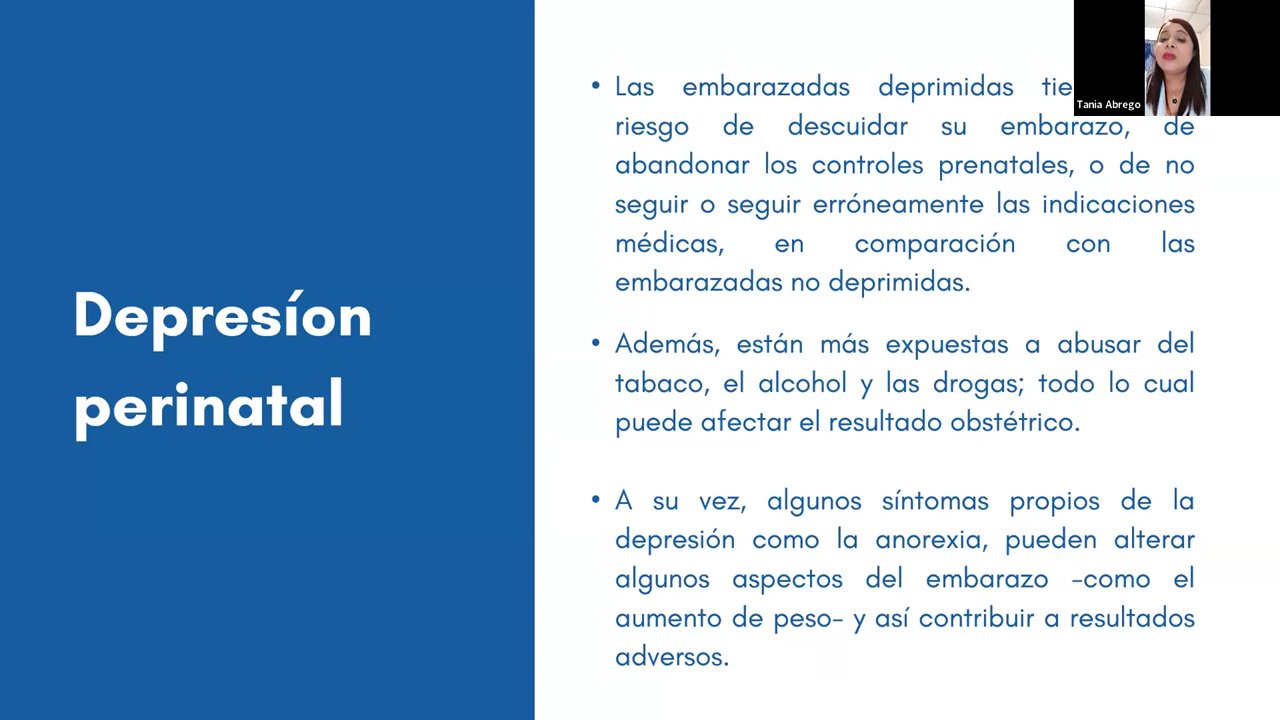 Depresíon
perinatal
• Las embarazadas deprimidas
riesgo de descuidar su embarazo, de
abandonar los controles prenatales, o de no
seguir o seguir erróneamente las indicaciones
médicas, en comparación con las
embarazadas no deprimidas.
• Además, están más expuestas a abusar del
tabaco, el alcohol y las drogas; todo lo cual
puede afectar el resultado obstétrico.
• A su vez, algunos síntomas propios de la
depresión como la anorexia, pueden alterar
algunos aspectos del embarazo -como el
aumento de peso- y así contribuir a resultados
adversos.
Tania Abrego